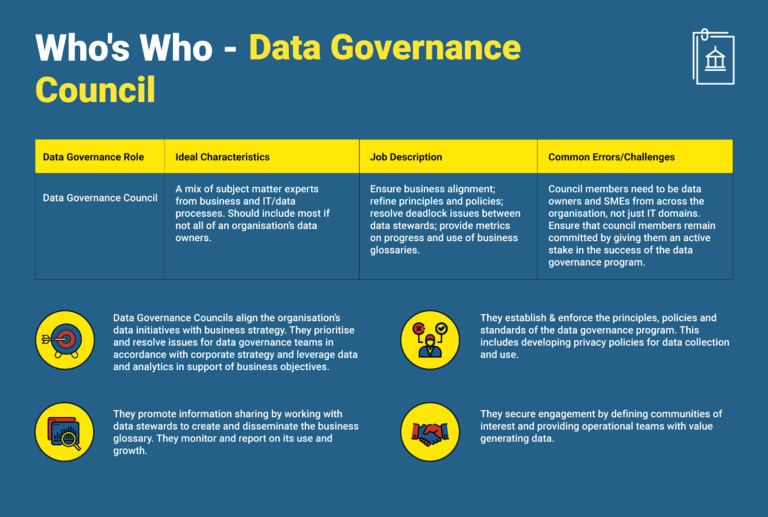 Who's Who - Data Governance
Council
Data Governance Role
Ideal Characteristics
Job Description
Common Errors/Challenges
Data Governance Council
A mix of subject matter experts
from business and IT/data
processes. Should include most if
not all of an organisation's data
owners.
Ensure business alignment;
refine principles and policies;
resolve deadlock issues between
data stewards; provide metrics
on progress and use of business
glossaries.
Council members need to be data
owners and SMEs from across the
organisation, not just IT domains.
Ensure that council members remain
committed by giving them an active
stake in the success of the data
governance program.
Data Governance Councils align the organisation's
data initiatives with business strategy. They prioritise
and resolve issues for data governance teams in
accordance with corporate strategy and leverage data
and analytics in support of business objectives.
They establish & enforce the principles, policies and
standards of the data governance program. This
includes developing privacy policies for data collection
and use.
They promote information sharing by working with
data stewards to create and disseminate the business
glossary. They monitor and report on its use and
growth.
They secure engagement by defining communities of
interest and providing operational teams with value
generating data.